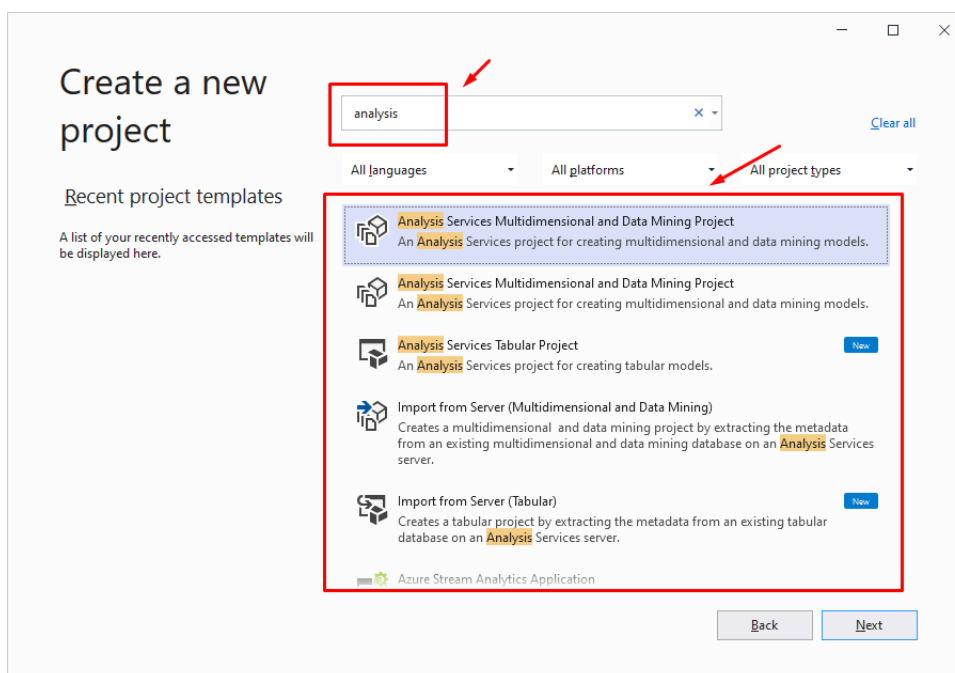 Create a new
project
Recent project templates
A list of your recently accessed templates will
be displayed here.
analysis
Clear all
All languages
All platforms
All project types
Analysis Services Multidimensional and Data Mining Project
An Analysis Services project for creating multidimensional and data mining models.
Analysis Services Multidimensional and Data Mining Project
An Analysis Services project for creating multidimensional and data mining models.
Analysis Services Tabular Project
New
An Analysis Services project for creating tabular models.
Import from Server (Multidimensional and Data Mining)
Creates a multidimensional and data mining project by extracting the metadata
from an existing multidimensional and data mining database on an Analysis Services
server.
Import from Server (Tabular)
New
Creates a tabular project by extracting the metadata from an existing tabular
database on an Analysis Services server.
Azure Stream Analytics Application
Back
Next